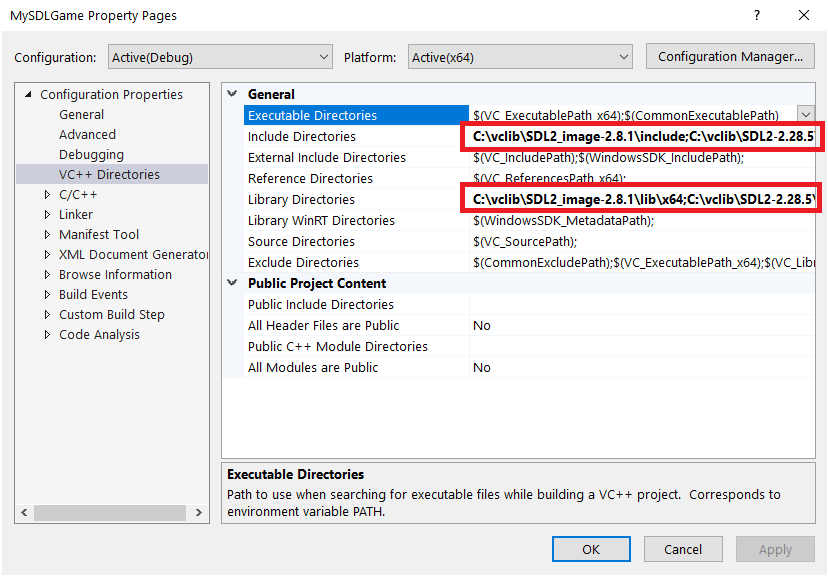 MySDLGame Property Pages
? ×
Configuration: Active(Debug) Platform: Active(x64) Configuration Manager...
Configuration Properties
General
Advanced
Debugging
VC++ Directories
C/C++
Linker
Manifest Tool
XML Document Generator
Browse Information
Build Events
Custom Build Step
Code Analysis
General
Executable Directories $(VC_ExecutablePath_x64);$(CommonExecutablePath)
Include Directories C:\vclib\SDL2_image-2.8.1\include;C:\vclib\SDL2-2.28.5
External Include Directories $(VC_IncludePath);$(WindowsSDK_IncludePath);
Reference Directories $(VC_ReferencesPath_x64);
Library Directories C:\vclib\SDL2_image-2.8.1\lib\x64;C:\vclib\SDL2-2.28.5\
Library WinRT Directories $(WindowsSDK_MetadataPath);
Source Directories $(VC_SourcePath);
Exclude Directories $(CommonExcludePath);$(VC_ExecutablePath_x64);$(VC_Libr
Public Project Content
Public Include Directories
All Header Files are Public No
Public C++ Module Directories
All Modules are Public No
Executable Directories
Path to use when searching for executable files while building a VC++ project. Corresponds to
environment variable PATH.
OK Cancel Apply